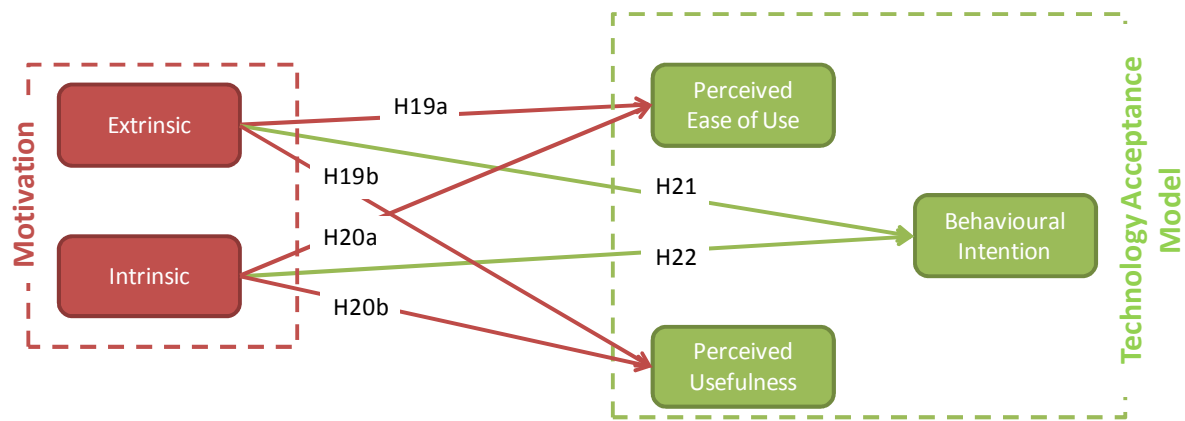 Motivation
Extrinsic
Intrinsic
H19a
H19b
H20a
H20b
H21
H22
Perceived
Ease of Use
Perceived
Usefulness
Behavioural
Intention
Technology Acceptance
Model